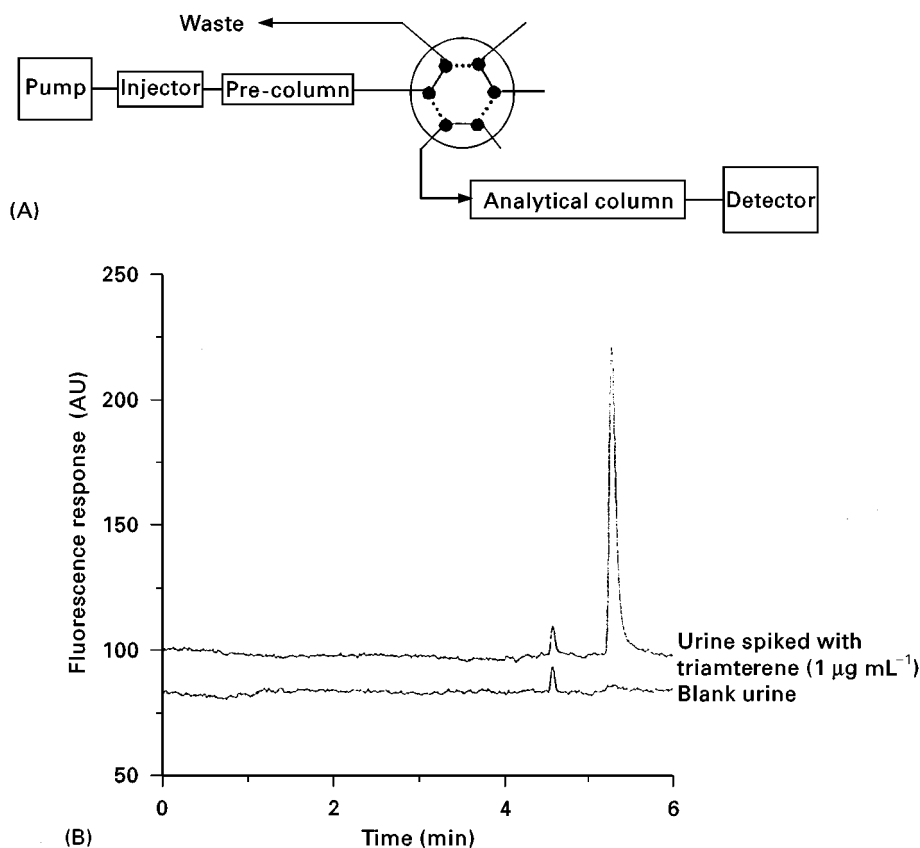 Waste
Pump
Injector
Pre-column
Analytical column
Detector
(A)
250
200
150
100
50
Fluorescence response (AU)
Urine spiked with
triamterene (1 μg mL⁻¹)
Blank urine
0
2
4
6
Time (min)
(B)